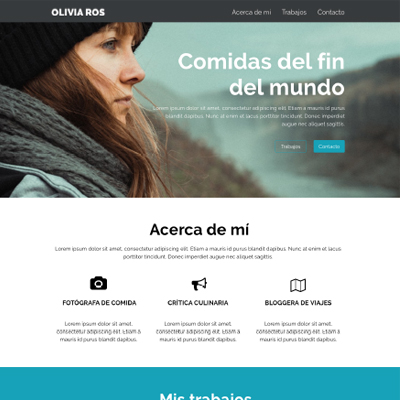 OLIVIA ROS
Acerca de mí
Trabajos
Contacto
Comidas del fin
del mundo
Lorem ipsum dolor sit amet, consectetur adipiscing elit. Etiam a mauris id purus
blandit dapibus. Nunc at enim at lacus porttitor tincidunt. Donec imperdiet
augue nec aliquet sagittis.
Trabajos
Contacto
Acerca de mí
Lorem ipsum dolor sit amet, consectetur adipiscing elit. Etiam a mauris id purus blandit dapibus. Nunc at enim at lacus
porttitor tincidunt. Donec imperdiet augue nec aliquet sagittis.
FOTÓGRAFA DE COMIDA
Lorem ipsum dolor sit amet,
consectetur adipiscing elit. Etiam a
mauris id purus blandit dapibus.
CRÍTICA CULINARIA
Lorem ipsum dolor sit amet,
consectetur adipiscing elit. Etiam a
mauris id purus blandit dapibus.
BLOGGERA DE VIAJES
Lorem ipsum dolor sit amet,
consectetur adipiscing elit. Etiam a
mauris id purus blandit dapibus.
Mis trabajos